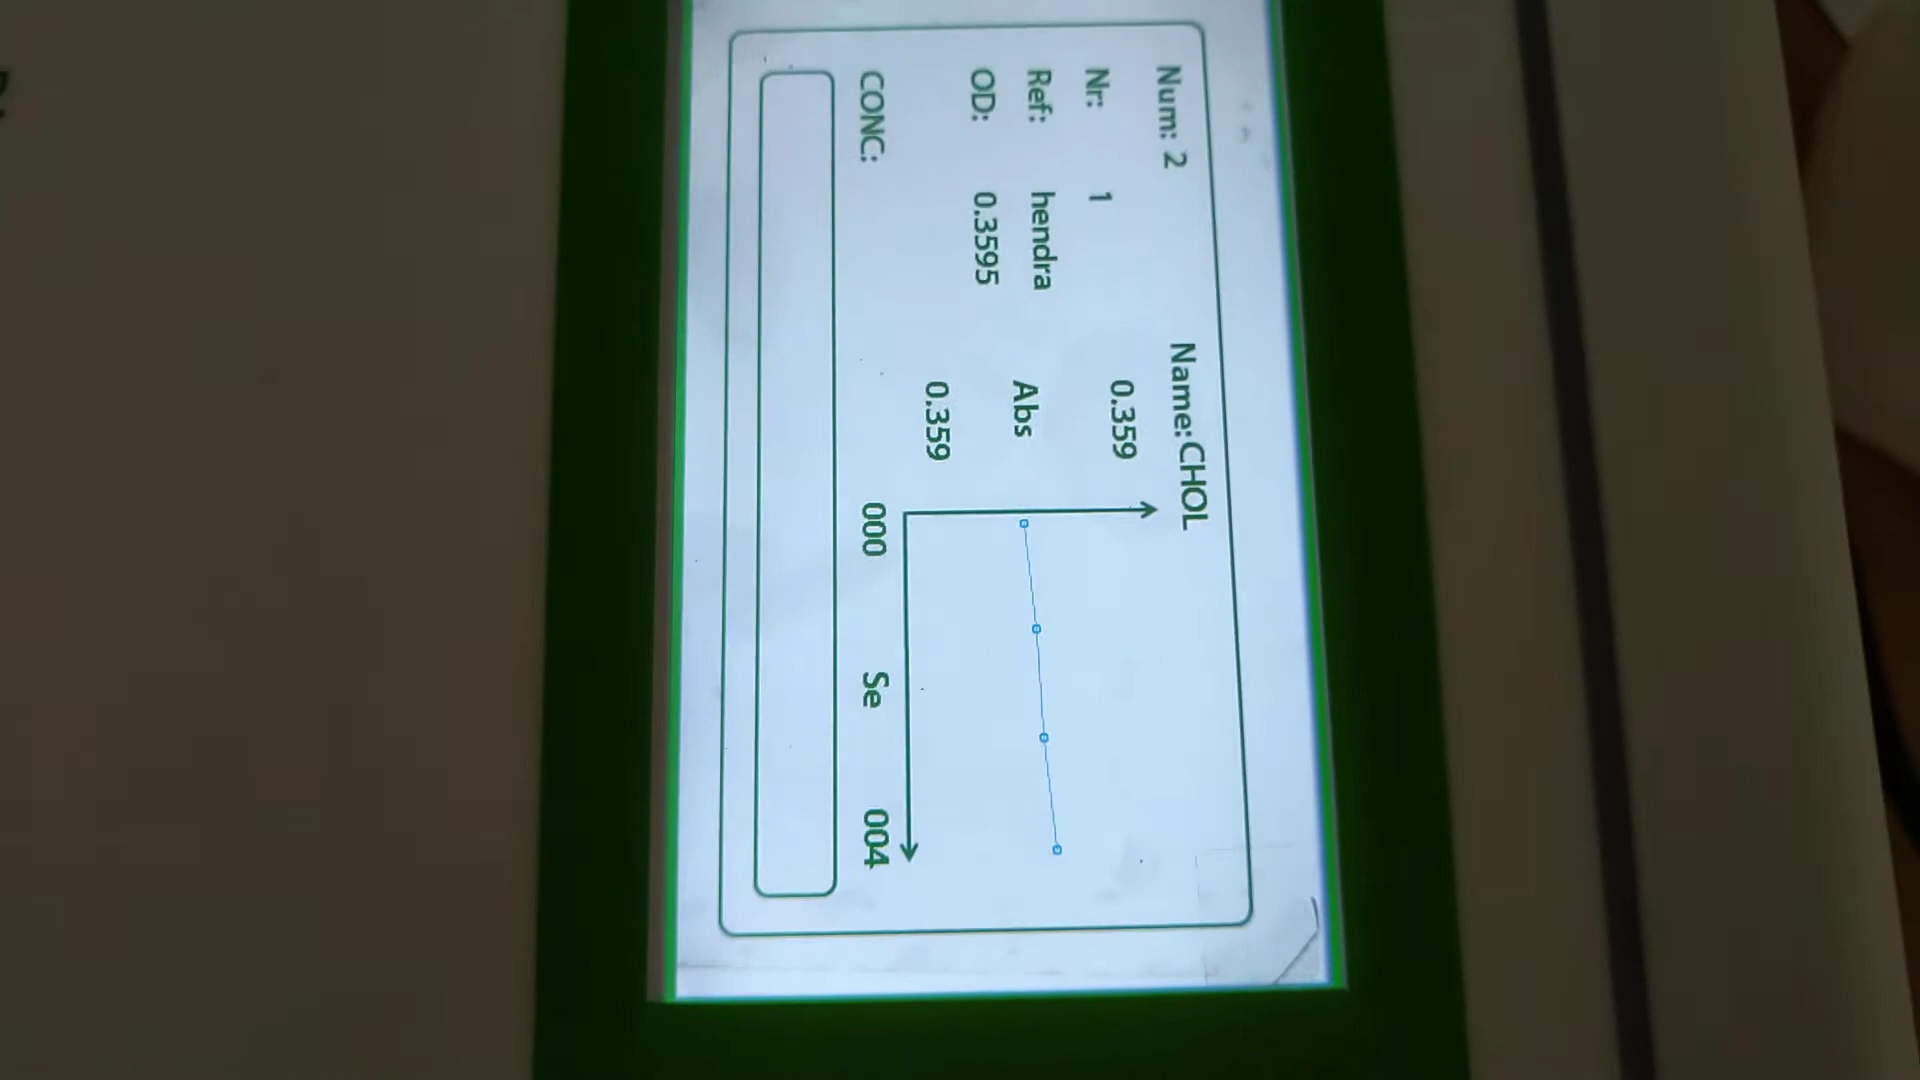 Num: 2 Name: CHOL
Nr: 1 0.359
Ref: hendra Abs
OD: 0.3595 0.359
CONC: 000 Se 004